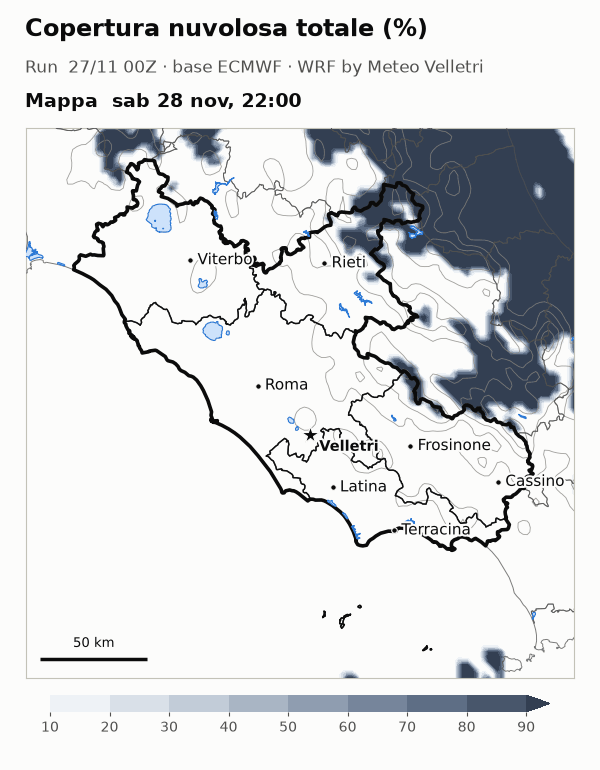 Copertura nuvolosa totale (%)
Run 27/11 00Z · base ECMWF · WRF by Meteo Velletri
Mappa sab 28 nov, 22:00
Viterbo
Rieti
Roma
Velletri
Frosinone
Latina
Cassino
Terracina
50 km
10 20 30 40 50 60 70 80 90